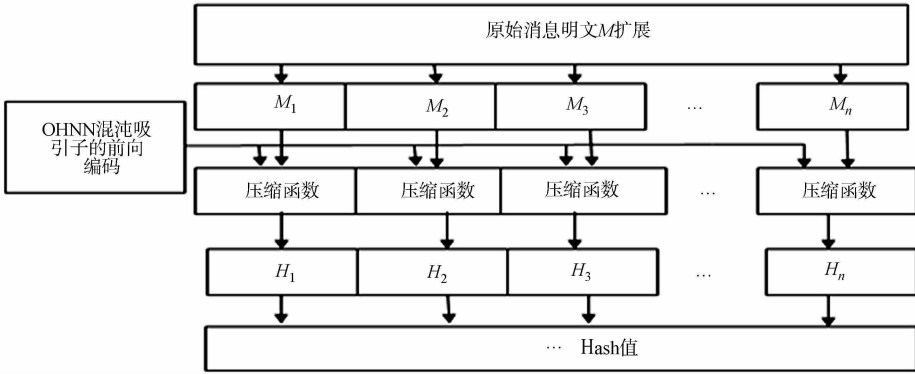 原始消息明文M扩展
M1 M2 M3 … Mn
OHNN混沌吸
引子的前向
编码
压缩函数 压缩函数 压缩函数 … 压缩函数
H1 H2 H3 … Hn
… Hash值